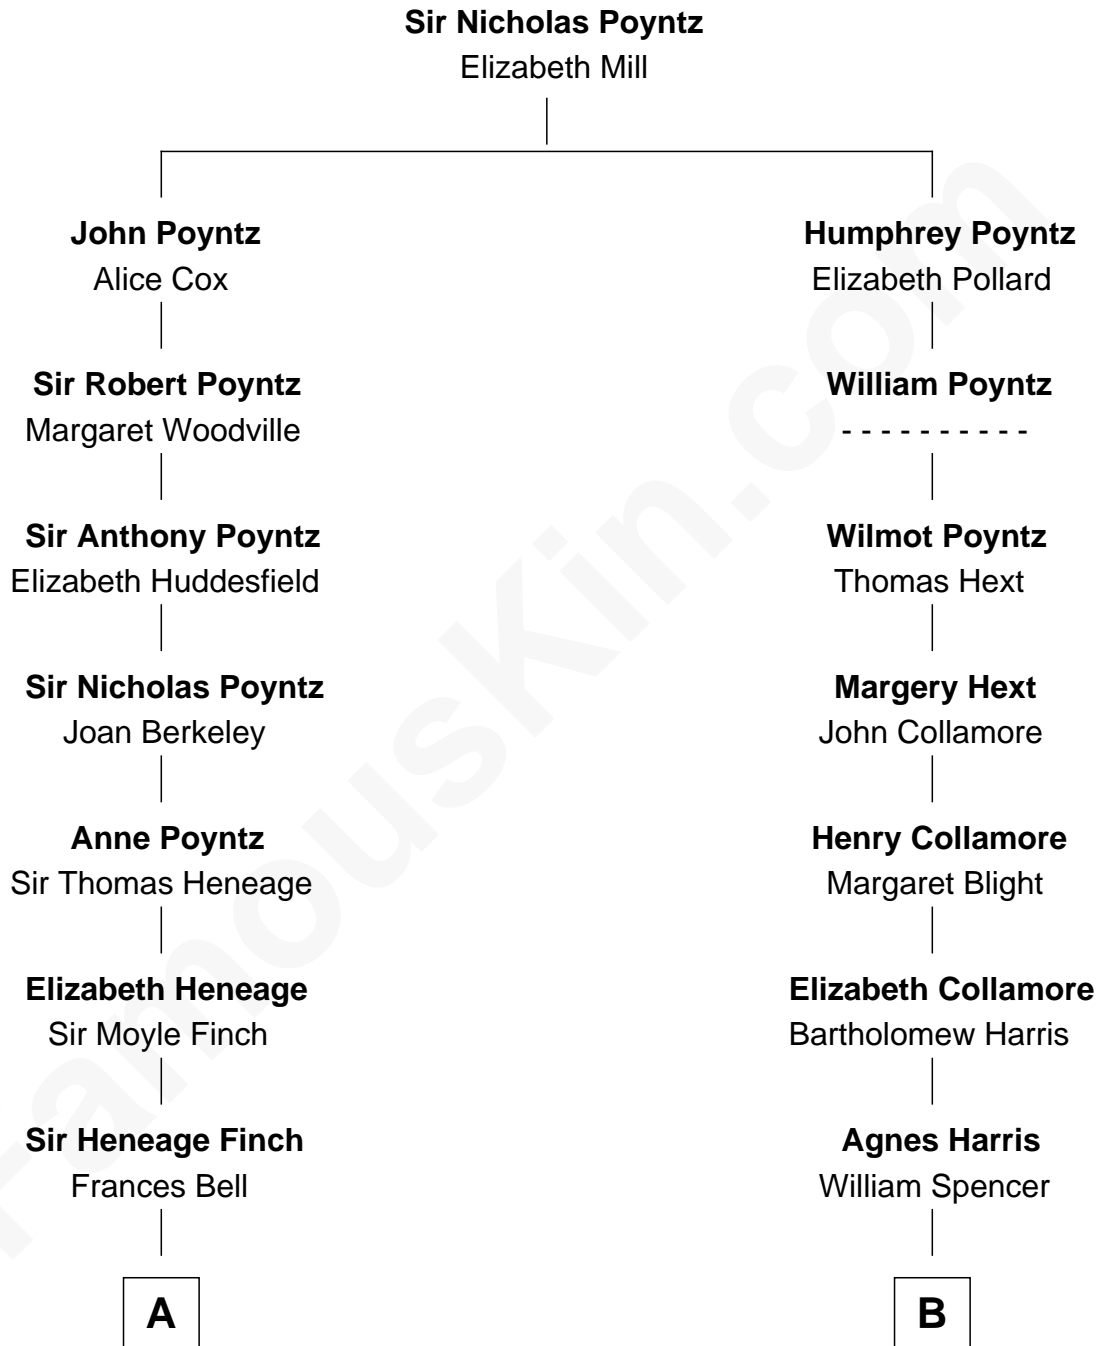 Sir Nicholas Poyntz
Elizabeth Mill
John Poyntz
Alice Cox
Humphrey Poyntz
Elizabeth Pollard
Sir Robert Poyntz
Margaret Woodville
William Poyntz
- - - - - - - - - -
Sir Anthony Poyntz
Elizabeth Huddesfield
Wilmot Poyntz
Thomas Hext
Sir Nicholas Poyntz
Joan Berkeley
Margery Hext
John Collamore
Anne Poyntz
Sir Thomas Heneage
Henry Collamore
Margaret Blight
Elizabeth Heneage
Sir Moyle Finch
Elizabeth Collamore
Bartholomew Harris
Sir Heneage Finch
Frances Bell
Agnes Harris
William Spencer
A
B
FamousKin.com